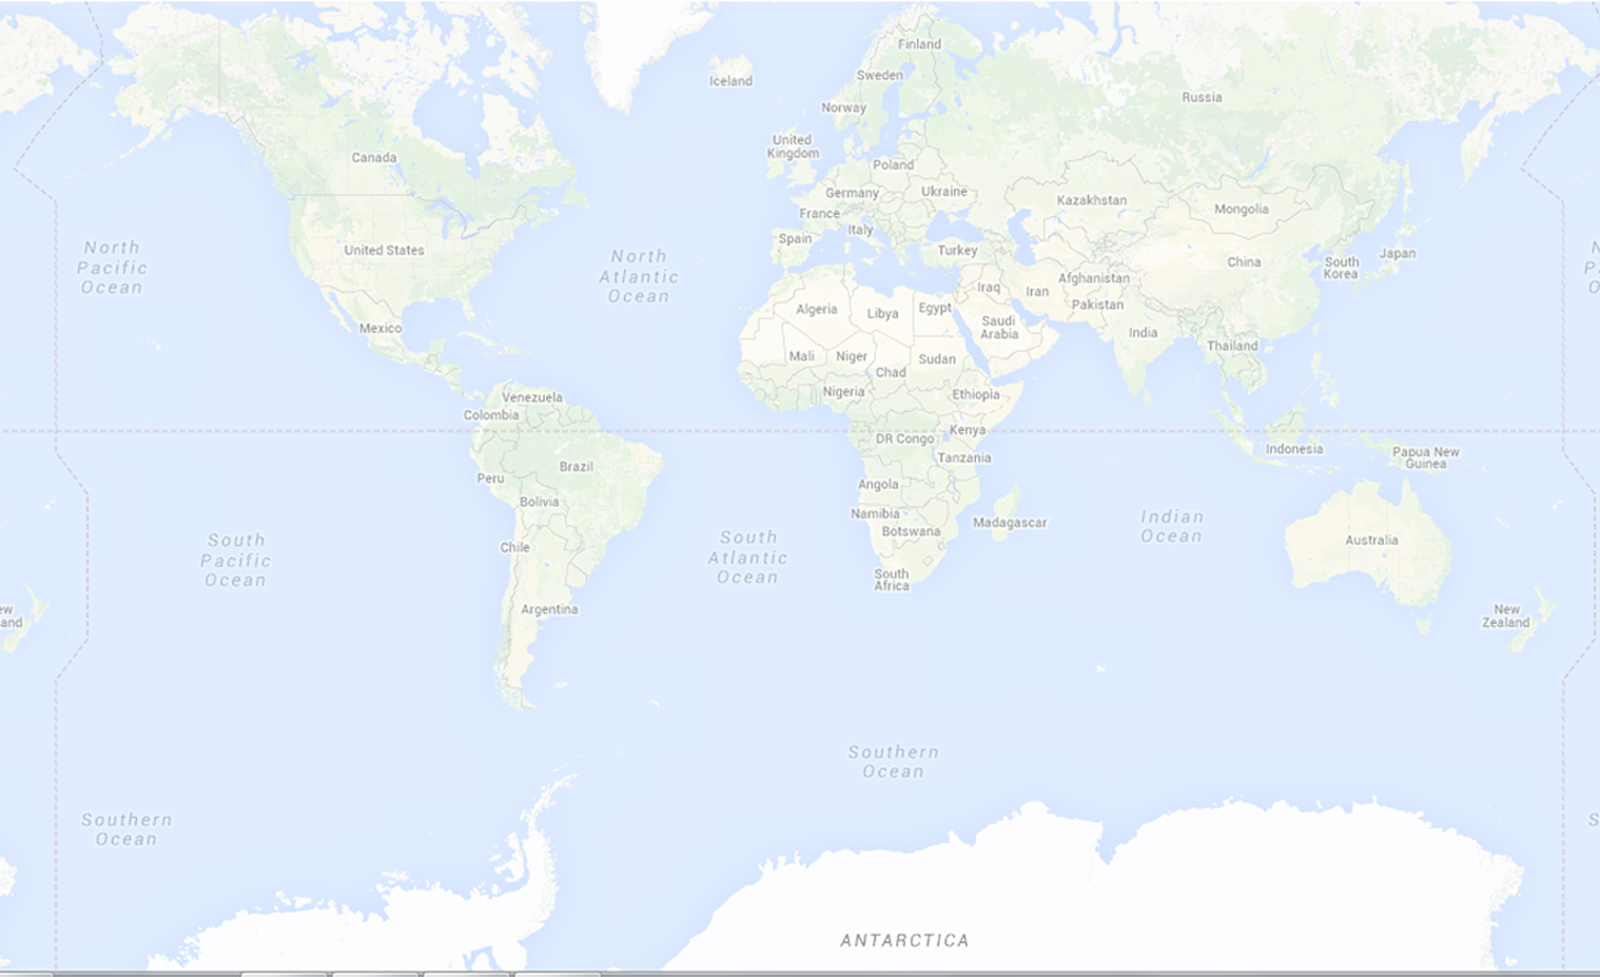 Finland
Iceland
Sweden
Russia
Norway
United
Kingdom
Canada
Poland
Germany
Ukraine
Kazakhstan
Mongolia
France
Italy
Spain
North
Pacific
Ocean
United States
North
Atlantic
Ocean
Turkey
China
South
Korea
Japan
N
P
O
Afghanistan
Iraq
Iran
Pakistan
Algeria
Libya
Egypt
Saudi
Arabia
Mexico
India
Thailand
Mali
Niger
Sudan
Chad
Nigeria
Ethiopia
Venezuela
Colombia
Kenya
DR Congo
Indonesia
Papua New
Guinea
Tanzania
Brazil
Peru
Angola
Bolivia
Namibia
Botswana
Madagascar
Indian
Ocean
South
Pacific
Ocean
South
Atlantic
Ocean
Chile
Australia
South
Africa
Argentina
ew
and
New
Zealand
Southern
Ocean
Southern
Ocean
S
ANTARCTICA